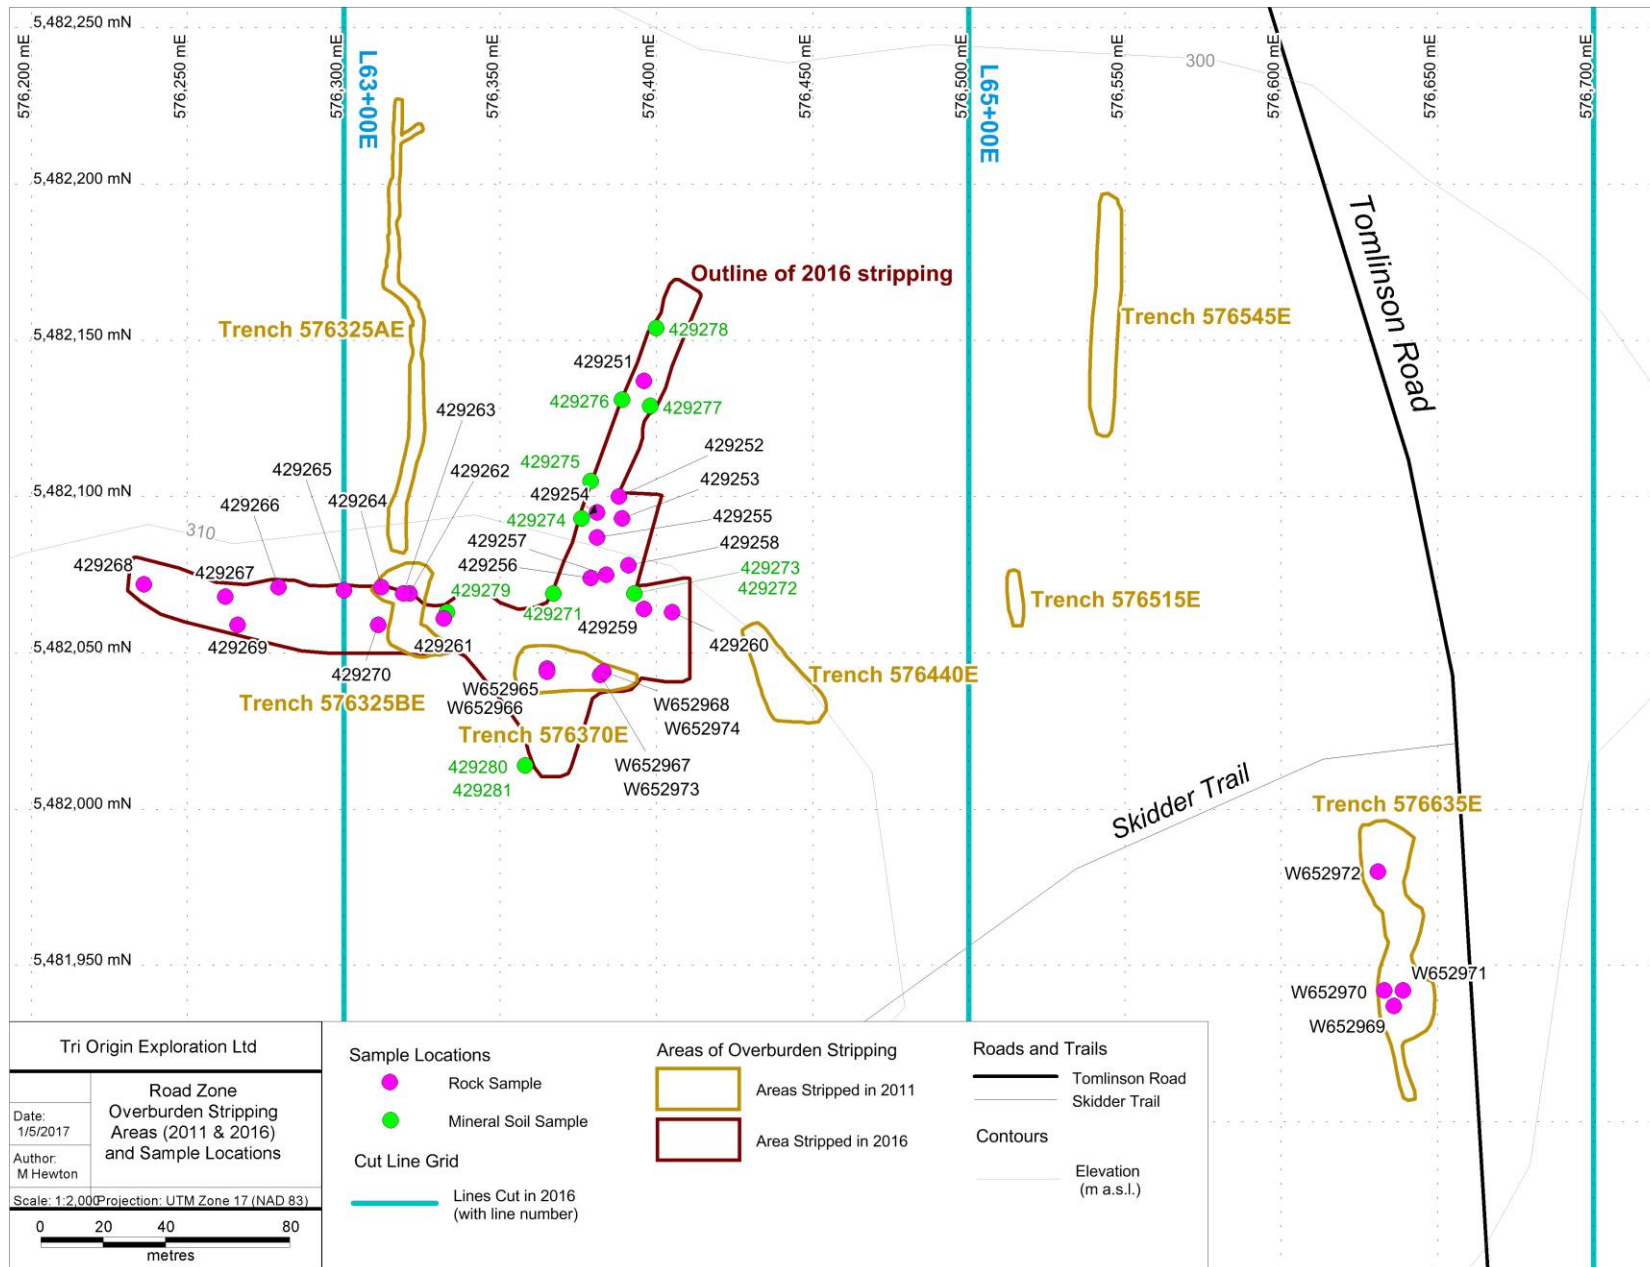 5,482,250 mN
576,200 mE
576,250 mE
576,300 mE
576,350 mE
576,400 mE
576,450 mE
576,500 mE
576,550 mE
576,600 mE
576,650 mE
576,700 mE
L63+00E
L65+00E
300
5,482,200 mN
Tomlinson Road
Outline of 2016 stripping
Trench 576325AE
429278
Trench 576545E
5,482,150 mN
429251
429276
429277
429263
429252
429275
429265
429262
429253
429266
429264
429254
5,482,100 mN
429255
429274
310
429257
429258
429268
429267
429256
429273
429279
429272
Trench 576515E
429271
429259
429269
429261
429260
5,482,050 mN
429270
Trench 576440E
W652965
Trench 576325BE
W652966
W652968
W652974
Trench 576370E
429280
W652967
429281
W652973
Skidder Trail
5,482,000 mN
Trench 576635E
W652972
5,481,950 mN
W652971
W652970
W652969
Tri Origin Exploration Ltd
Road Zone
Overburden Stripping
Areas (2011 & 2016)
and Sample Locations
Date:
1/5/2017
Author:
M Hewton
Scale: 1:2,000
Projection: UTM Zone 17 (NAD 83)
0 20 40 80
metres
Sample Locations
Rock Sample
Mineral Soil Sample
Cut Line Grid
Lines Cut in 2016
(with line number)
Areas of Overburden Stripping
Areas Stripped in 2011
Area Stripped in 2016
Roads and Trails
Tomlinson Road
Skidder Trail
Contours
Elevation
(m a.s.l.)